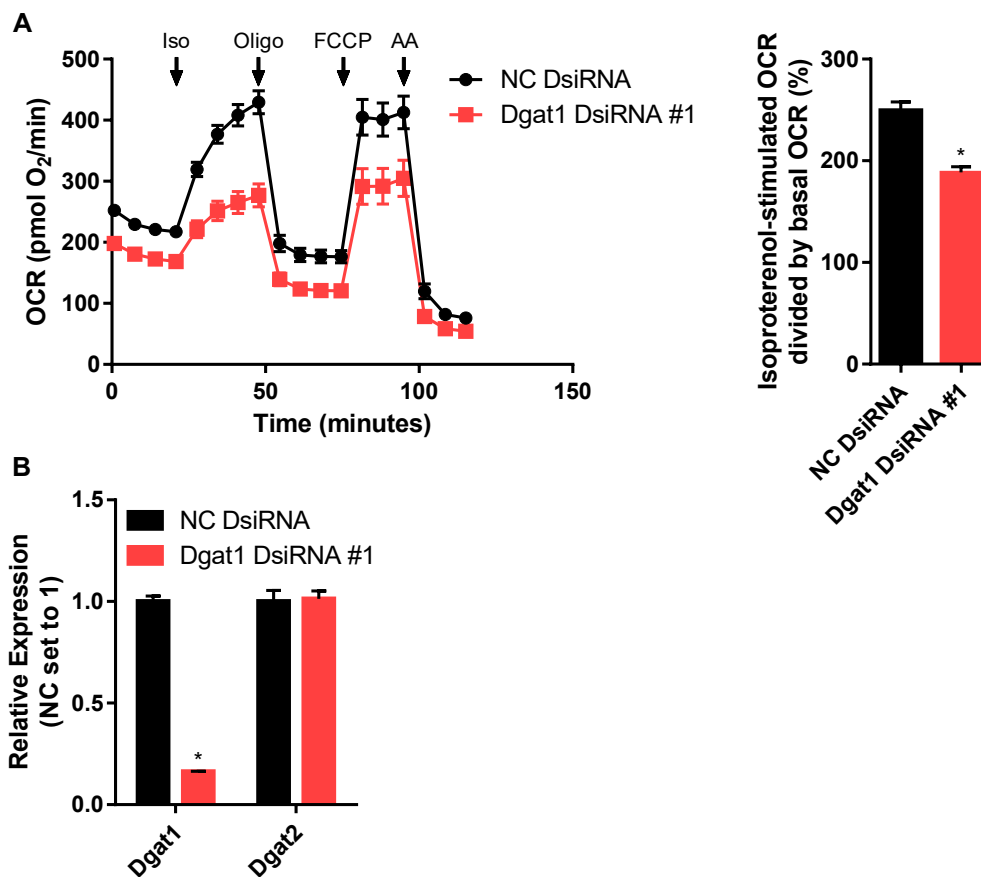 A
Iso Oligo FCCP AA
500
400
300
200
100
0
OCR (pmol O₂/min)
0 50 100 150
Time (minutes)
NC DsiRNA
Dgat1 DsiRNA #1
Isoproterenol-stimulated OCR
divided by basal OCR (%)
300
200
100
0
*
NC DsiRNA
Dgat1 DsiRNA #1
B
Relative Expression
(NC set to 1)
1.5
1.0
0.5
0.0
NC DsiRNA
Dgat1 DsiRNA #1
*
Dgat1
Dgat2